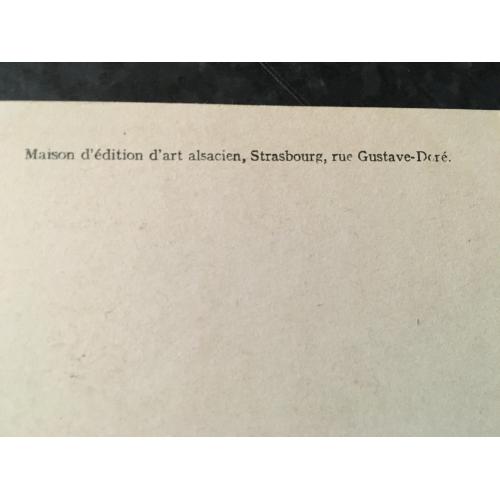 Maison d'édition d'art alsacien, Strasbourg, rue Gustave-Doré.